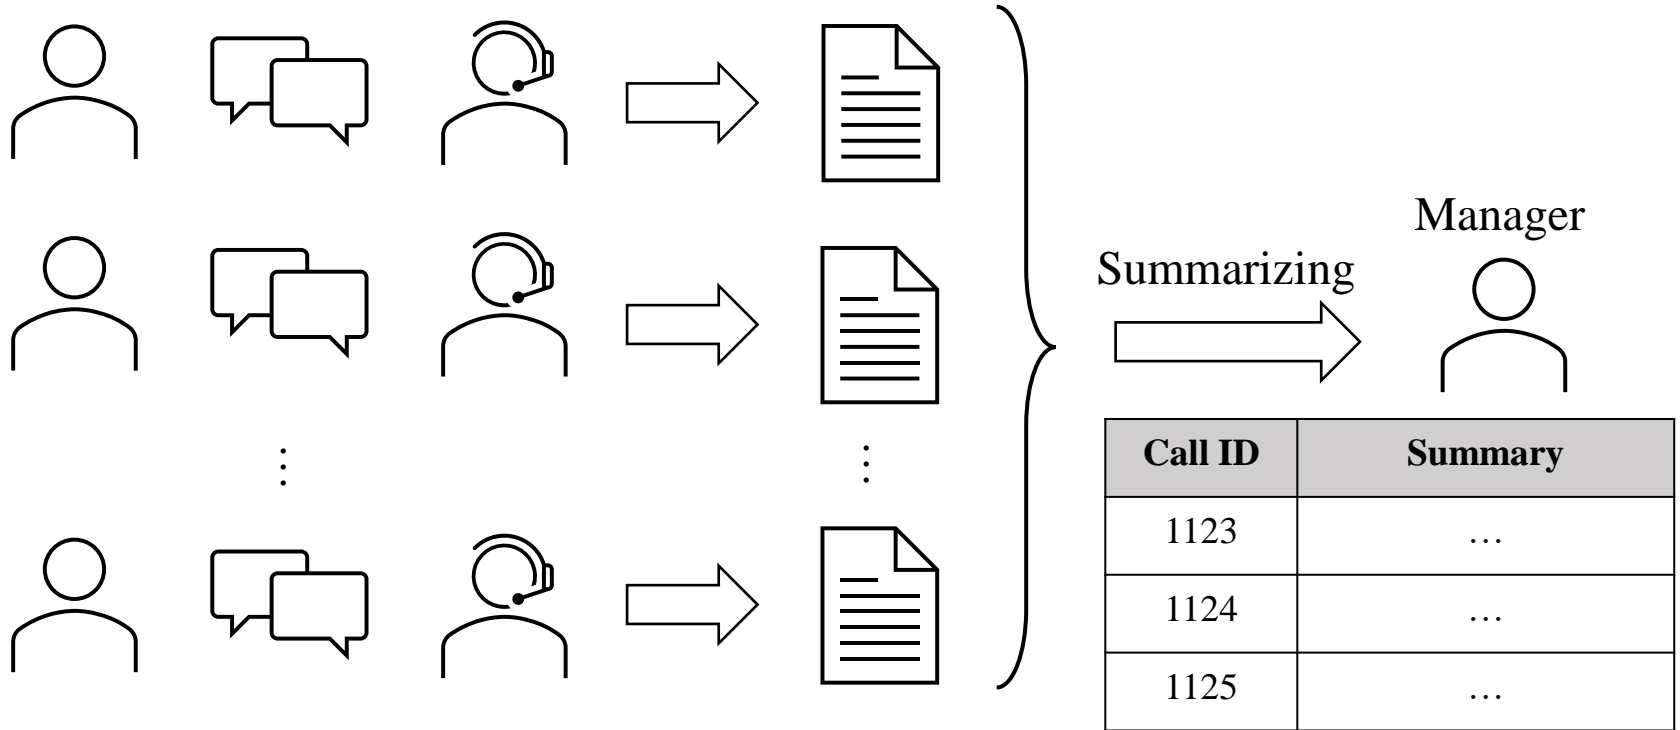 Manager
Summarizing
⋮ ⋮
Call ID Summary
1123 …
1124 …
1125 …